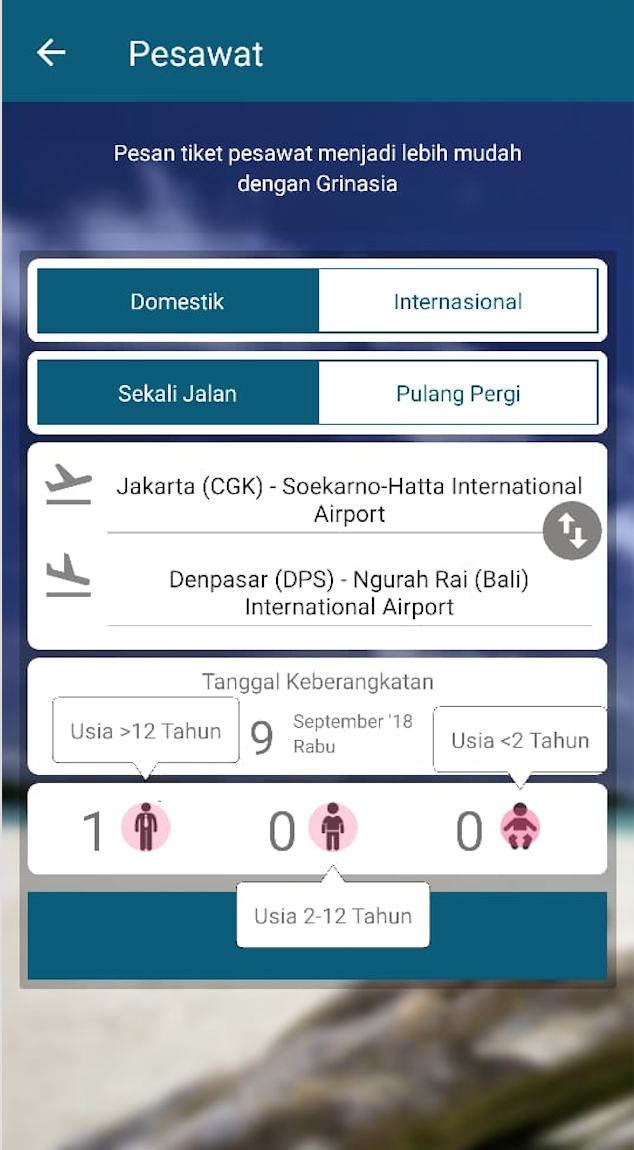 Pesawat
Pesan tiket pesawat menjadi lebih mudah
dengan Grinasia
Domestik
Internasional
Sekali Jalan
Pulang Pergi
Jakarta (CGK) - Soekarno-Hatta International
Airport
Denpasar (DPS) - Ngurah Rai (Bali)
International Airport
Tanggal Keberangkatan
Usia >12 Tahun
9
September '18
Rabu
Usia <2 Tahun
1
0
0
Usia 2-12 Tahun